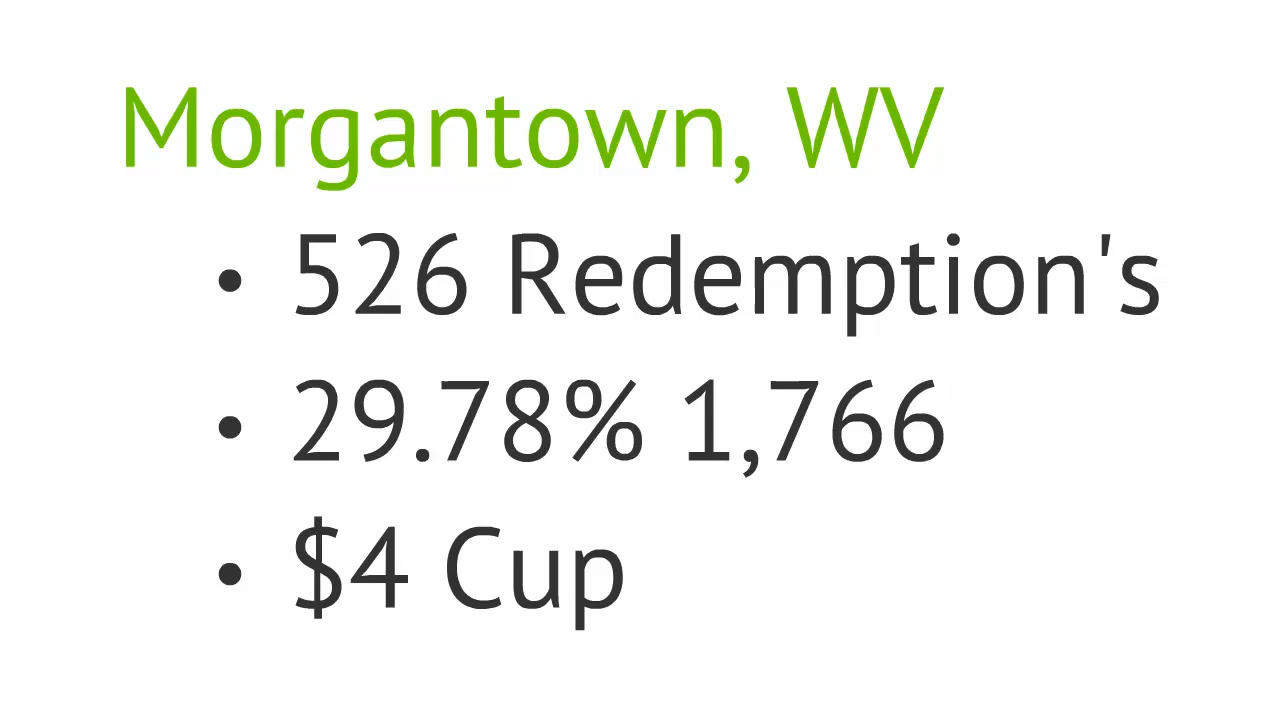 Morgantown, WV
• 526 Redemption's
• 29.78% 1,766
• $4 Cup